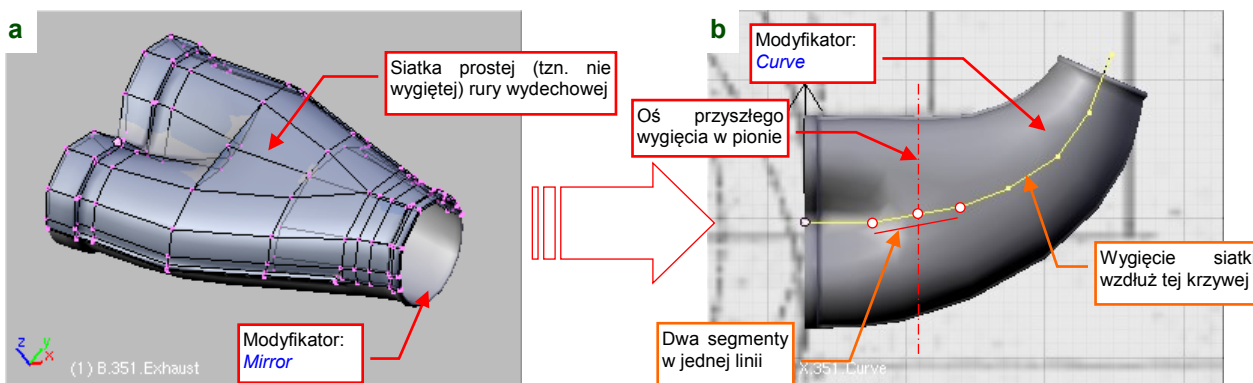 a
Siatka prostej (tzn. nie
wygiętej) rury wydechowej
Modyfikator:
Mirror
z
y
x
(1) B.351.Exhaust
b
Modyfikator:
Curve
Oś przyszłego
wygięcia w pionie
Wygięcie siatk
wzdłuż tej krzywej
Dwa segmenty
w jednej linii
X.351.Curve